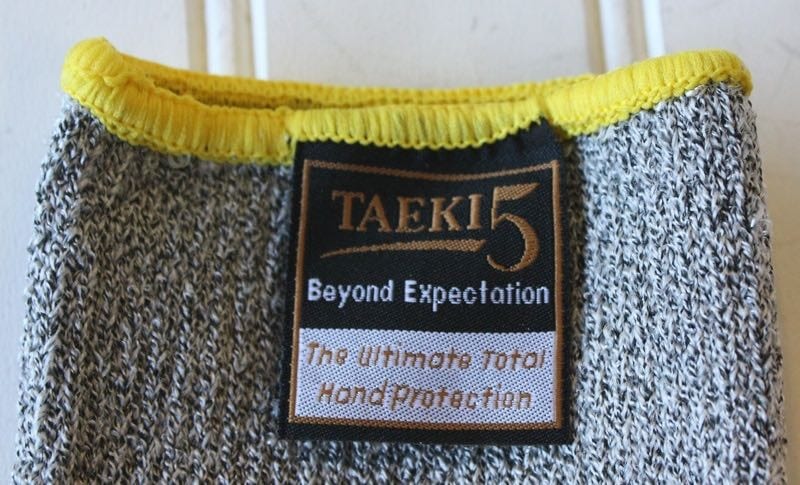 TAEKI5
Beyond Expectation
The Ultimate Total
Hand Protection